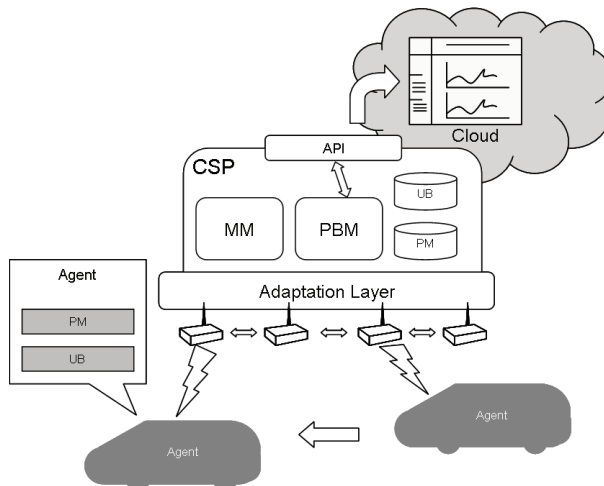 Cloud
API
CSP
UB
MM
PBM
PM
Adaptation Layer
Agent
PM
UB
Agent
Agent